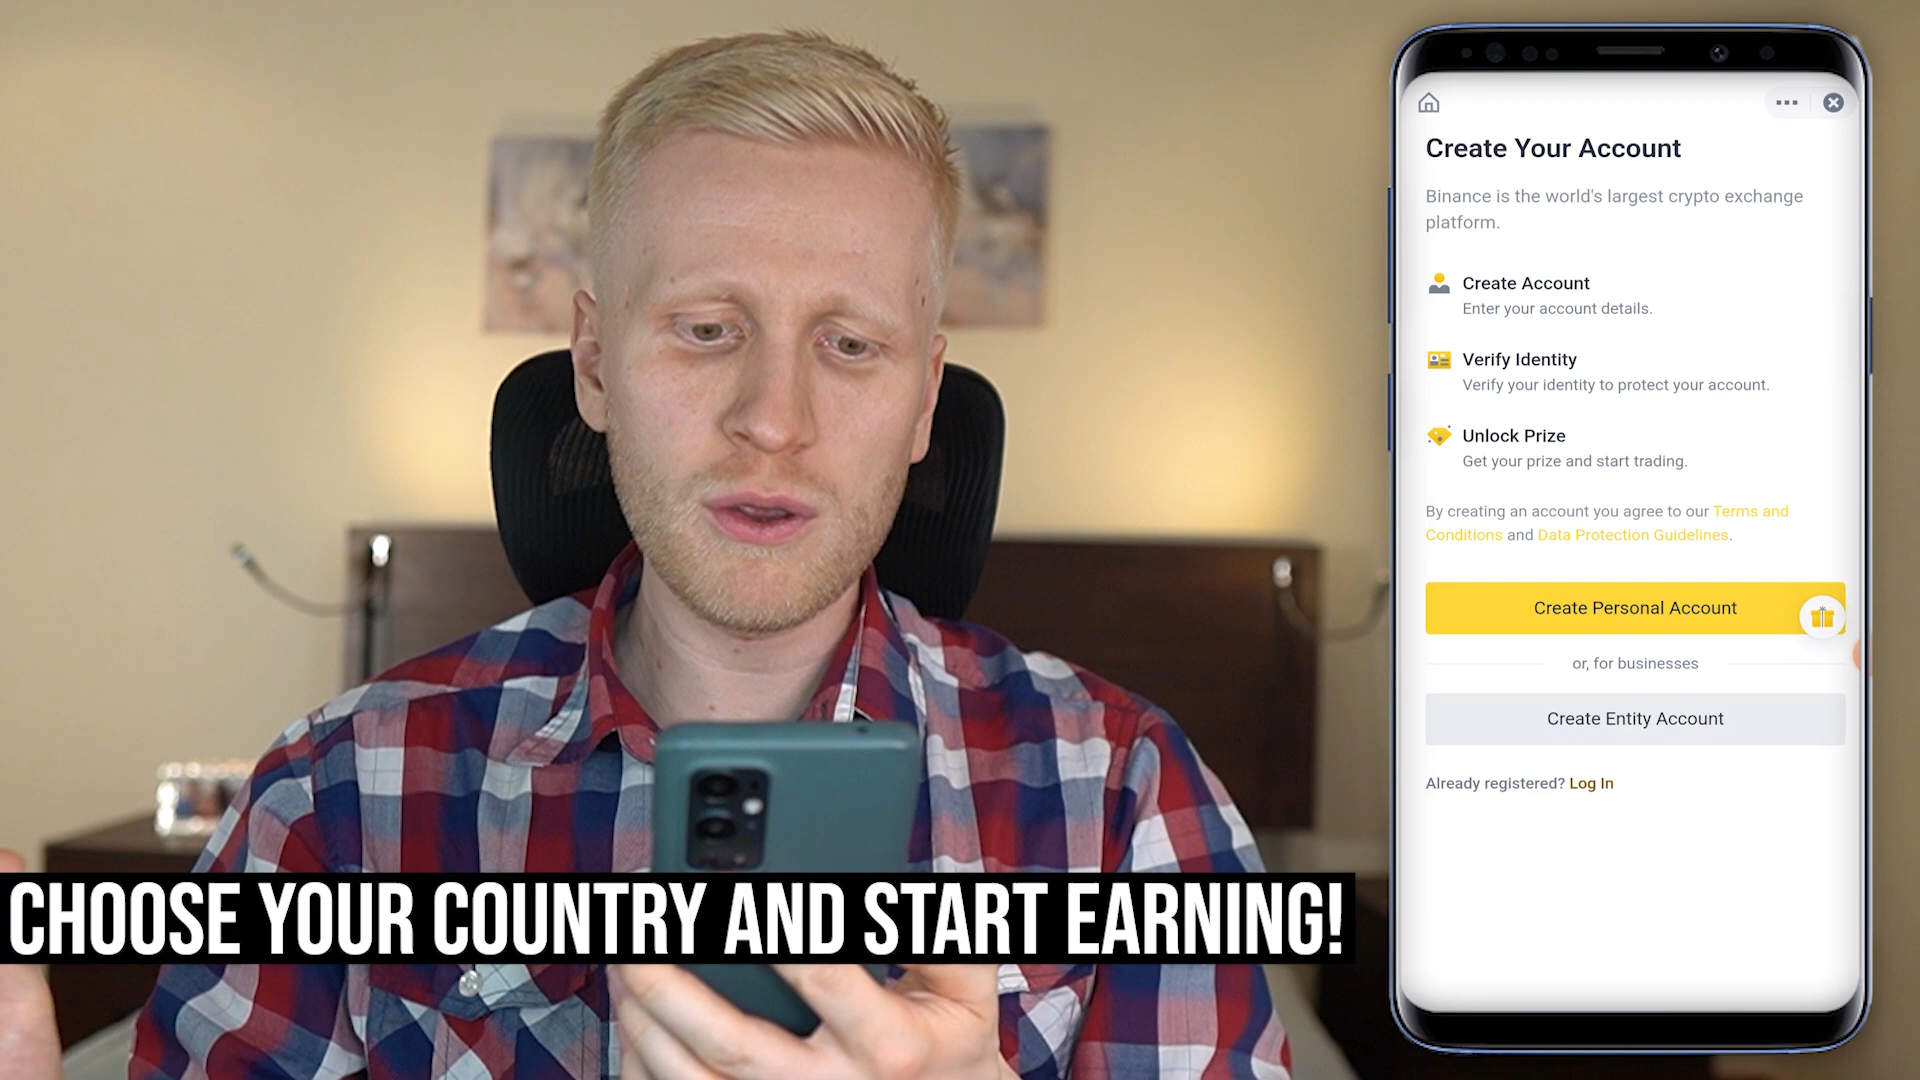 Create Your Account
Binance is the world's largest crypto exchange
platform.
Create Account
Enter your account details.
Verify Identity
Verify your identity to protect your account.
Unlock Prize
Get your prize and start trading.
By creating an account you agree to our Terms and
Conditions and Data Protection Guidelines.
Create Personal Account
or, for businesses
Create Entity Account
Already registered? Log In
CHOOSE YOUR COUNTRY AND START EARNING!